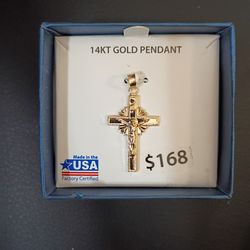 14KT GOLD PENDANT
Made in the
USA
Factory Certified
$168